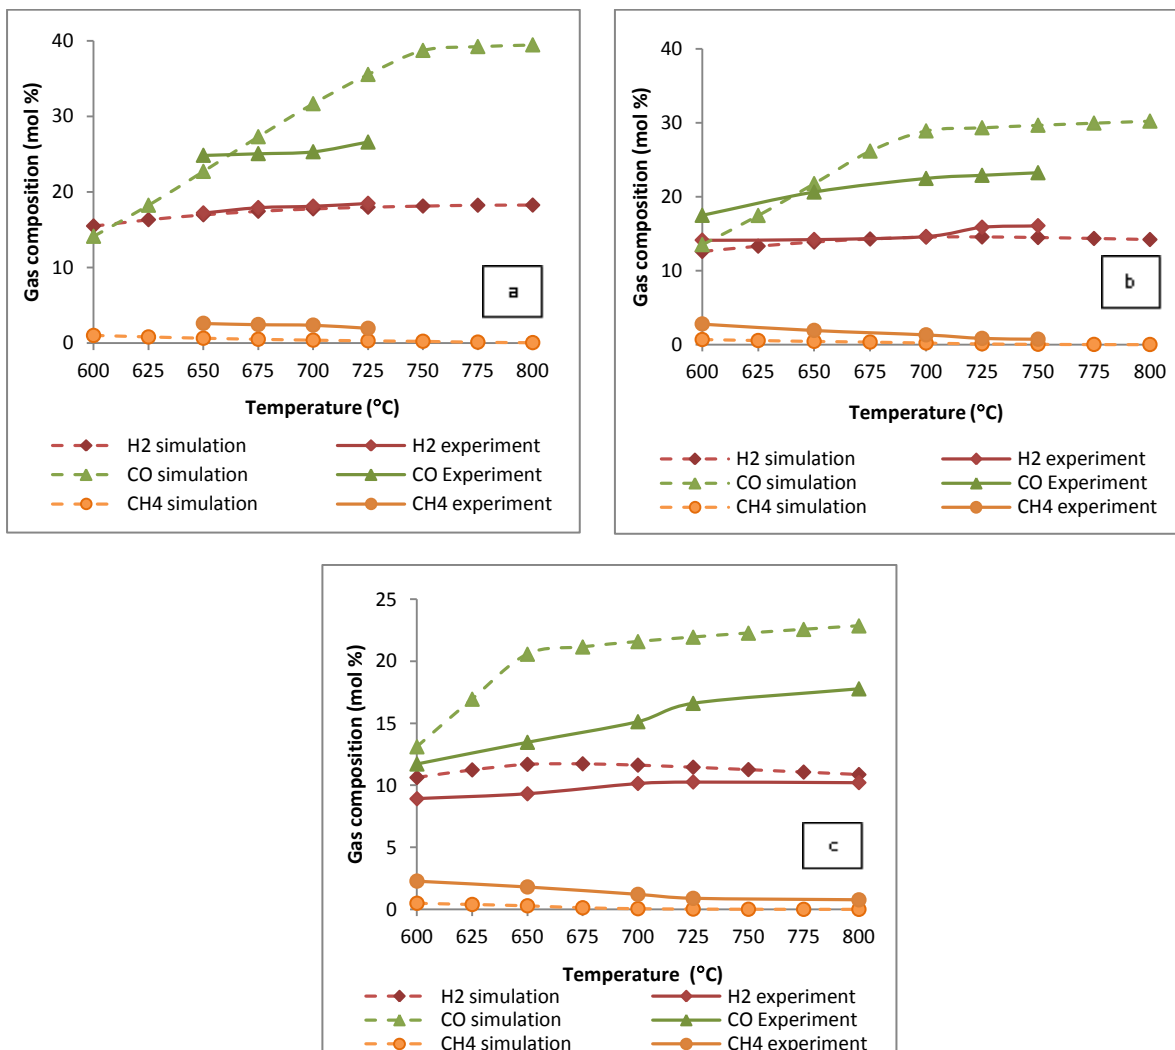 40
30
20
10
0
Gas composition (mol %)
a
600 625 650 675 700 725 750 775 800
Temperature (°C)
H2 simulation H2 experiment
CO simulation CO Experiment
CH4 simulation CH4 experiment
40
30
20
10
0
Gas composition (mol %)
b
600 625 650 675 700 725 750 775 800
Temperature (°C)
H2 simulation H2 experiment
CO simulation CO Experiment
CH4 simulation CH4 experiment
25
20
15
10
5
0
Gas composition (mol %)
c
600 625 650 675 700 725 750 775 800
Temperature (°C)
H2 simulation H2 experiment
CO simulation CO Experiment
CH4 simulation CH4 experiment